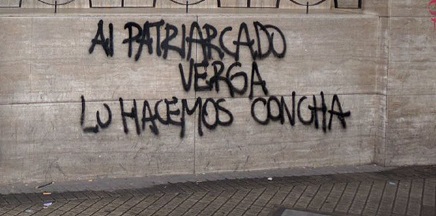 Al PATRIARCADO
VERGA
Lo HACEMOS CONCHA